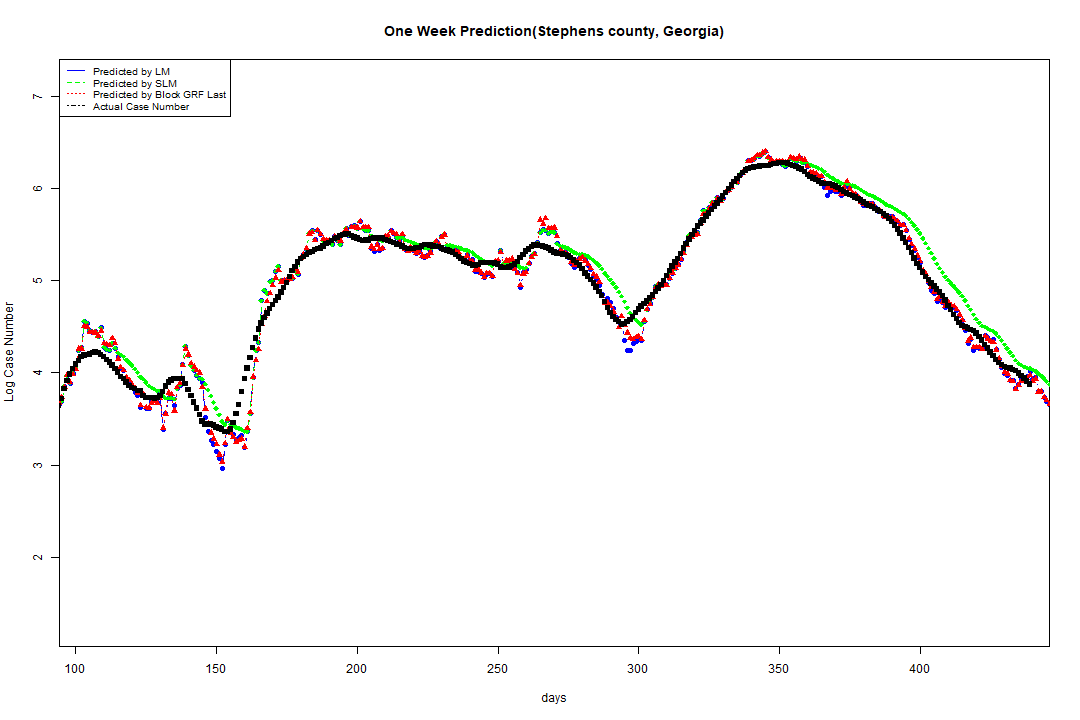 One Week Prediction(Stephens county, Georgia)
Predicted by LM
Predicted by SLM
Predicted by Block GRF Last
Actual Case Number
7
6
5
4
3
2
Log Case Number
100 150 200 250 300 350 400
days